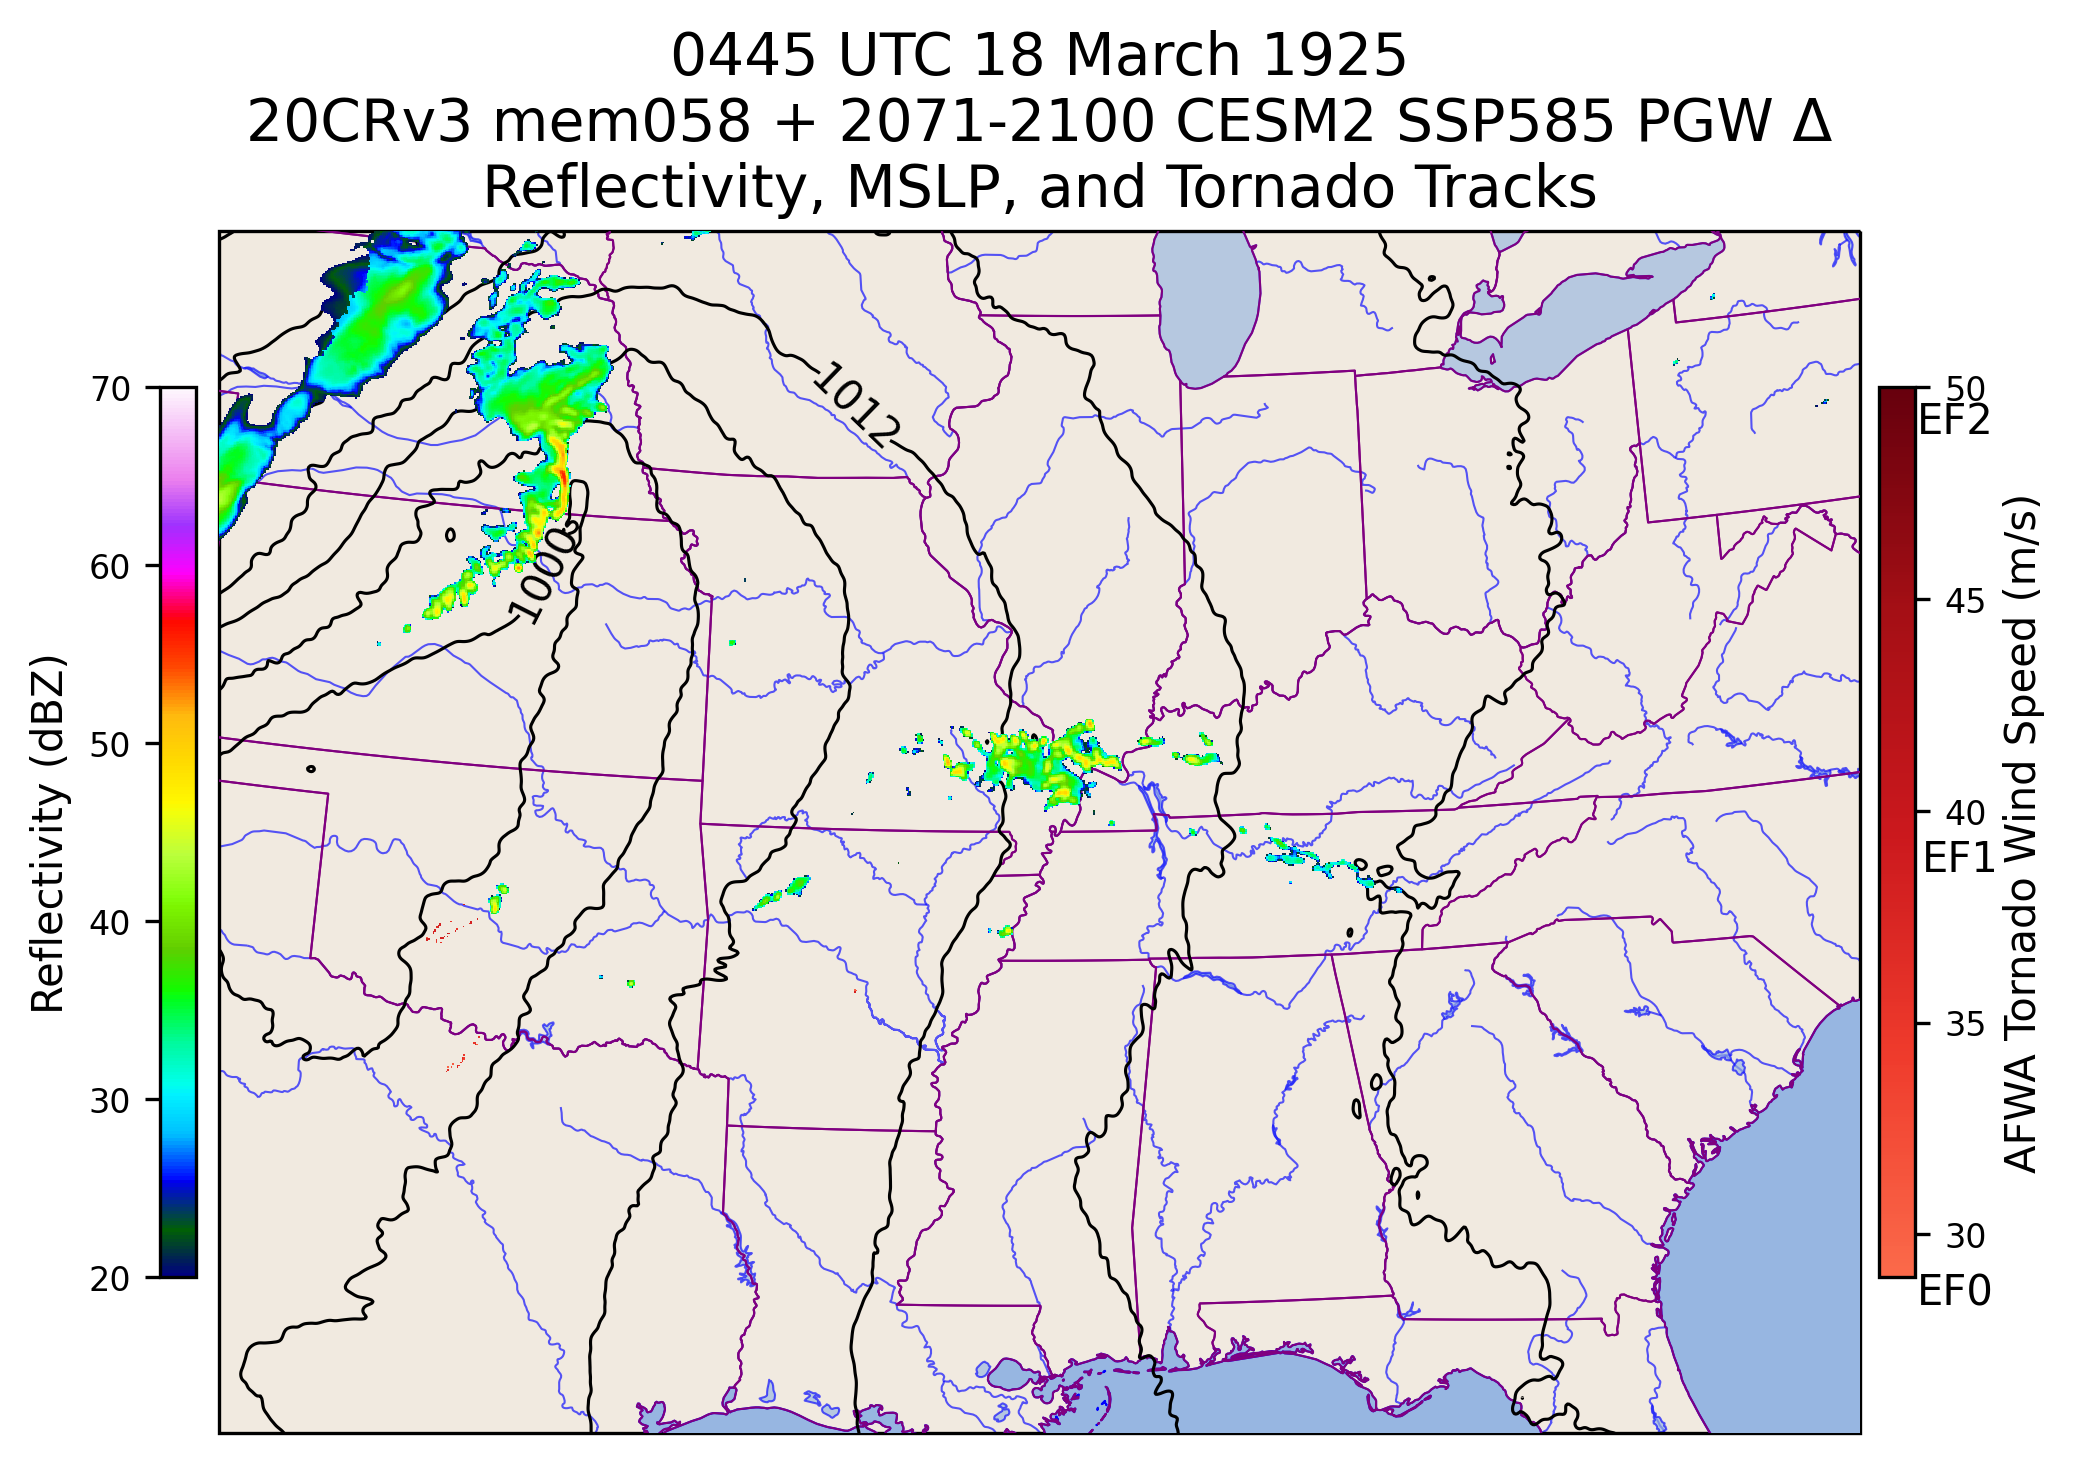 0445 UTC 18 March 1925
20CRv3 mem058 + 2071-2100 CESM2 SSP585 PGW Δ
Reflectivity, MSLP, and Tornado Tracks
1012
1000
70
60
50
40
30
20
Reflectivity (dBZ)
50
EF2
45
40
EF1
35
30
EF0
AFWA Tornado Wind Speed (m/s)